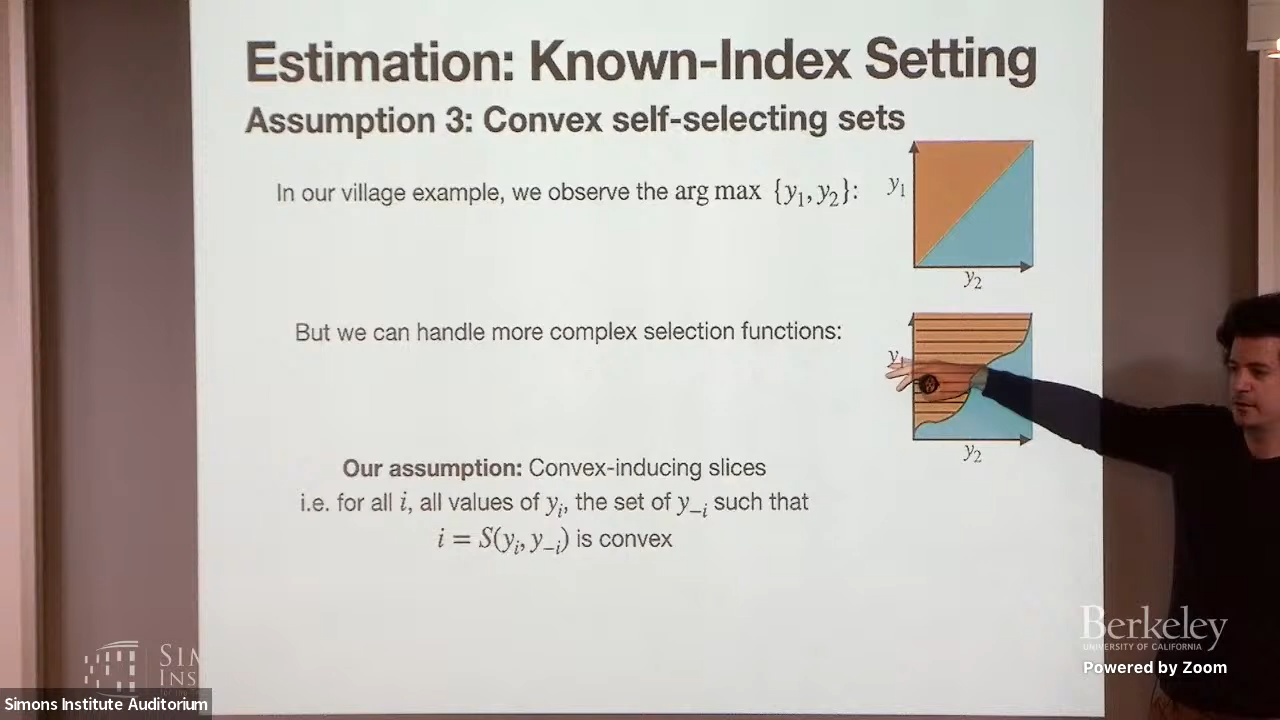 Estimation: Known-Index Setting
Assumption 3: Convex self-selecting sets
In our village example, we observe the arg max {y₁, y₂}:
y₁
y₂
But we can handle more complex selection functions:
y₂
Our assumption: Convex-inducing slices
i.e. for all i, all values of yᵢ, the set of y₋ᵢ such that
i = S(yᵢ, y₋ᵢ) is convex
Berkeley
UNIVERSITY OF CALIFORNIA
Powered by Zoom
Simons Institute Auditorium